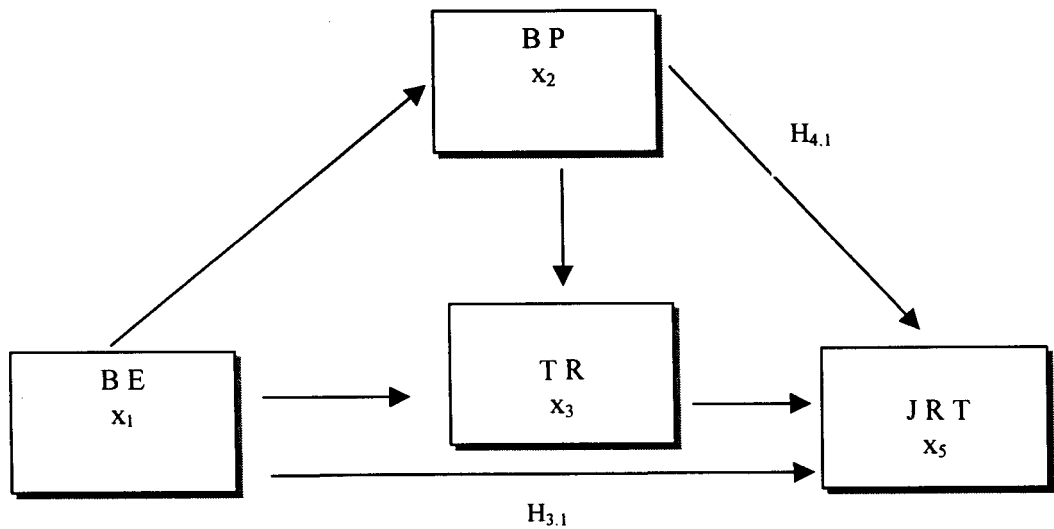 B P
x₂
H₄.₁
B E
x₁
T R
x₃
J R T
x₅
H₃.₁